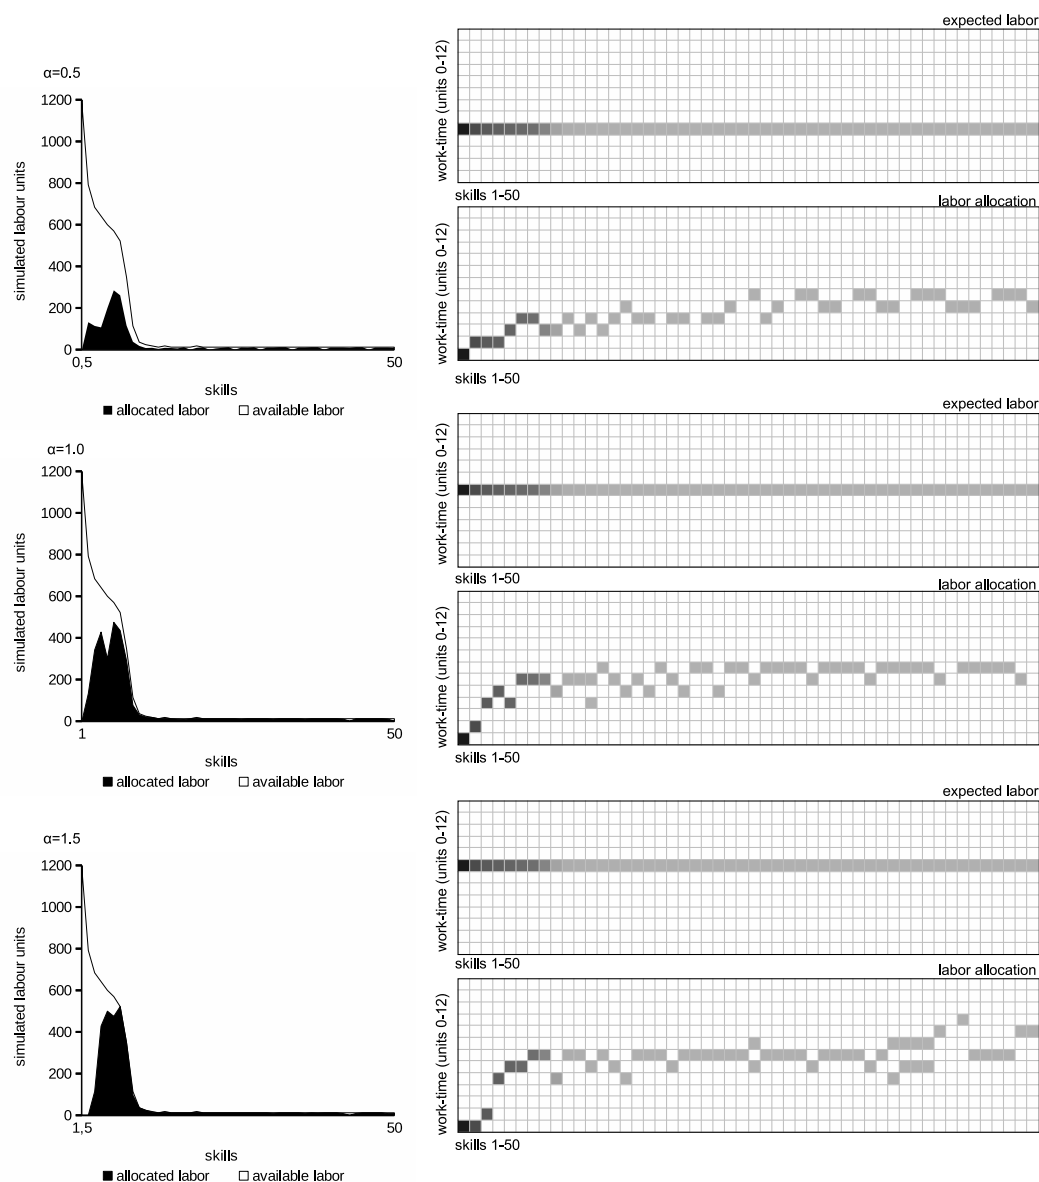 expected labor
work-time (units 0-12)
skills 1-50
α=0.5
simulated labour units
1200
1000
800
600
400
200
0
0,5
50
skills
allocated labor available labor
labor allocation
work-time (units 0-12)
skills 1-50
expected labor
work-time (units 0-12)
skills 1-50
α=1.0
simulated labour units
1200
1000
800
600
400
200
0
1
50
skills
allocated labor available labor
labor allocation
work-time (units 0-12)
skills 1-50
expected labor
work-time (units 0-12)
skills 1-50
α=1.5
simulated labour units
1200
1000
800
600
400
200
0
1,5
50
skills
allocated labor available labor
labor allocation
work-time (units 0-12)
skills 1-50